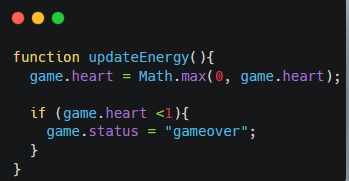 function updateEnergy(){
  game.heart = Math.max(0, game.heart);

  if (game.heart <1){
    game.status = "gameover";
  }
}